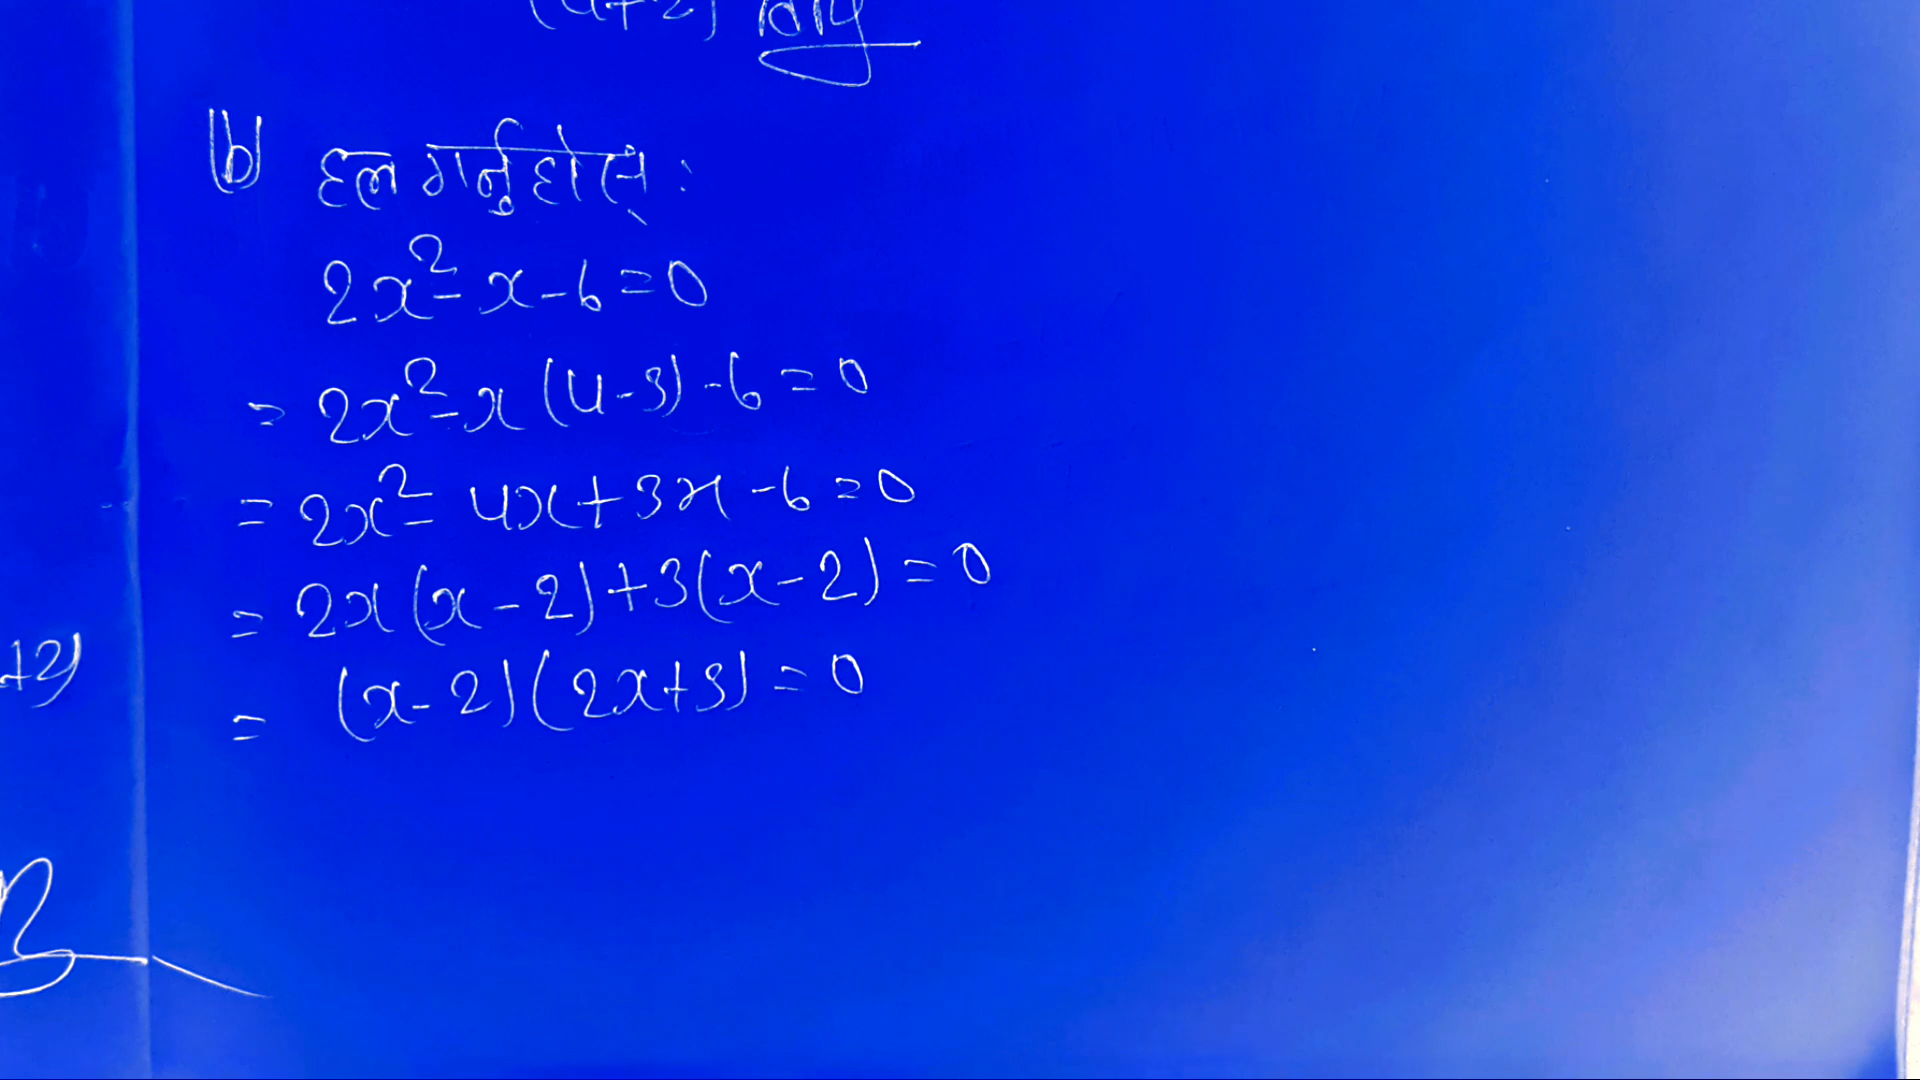 b) हल गर्नुहोस् :
2x² - x - 6 = 0
= 2x² - x (4-3) - 6 = 0
= 2x² - 4x + 3x - 6 = 0
= 2x (x - 2) + 3(x - 2) = 0
= (x - 2) (2x+3) = 0
+2)